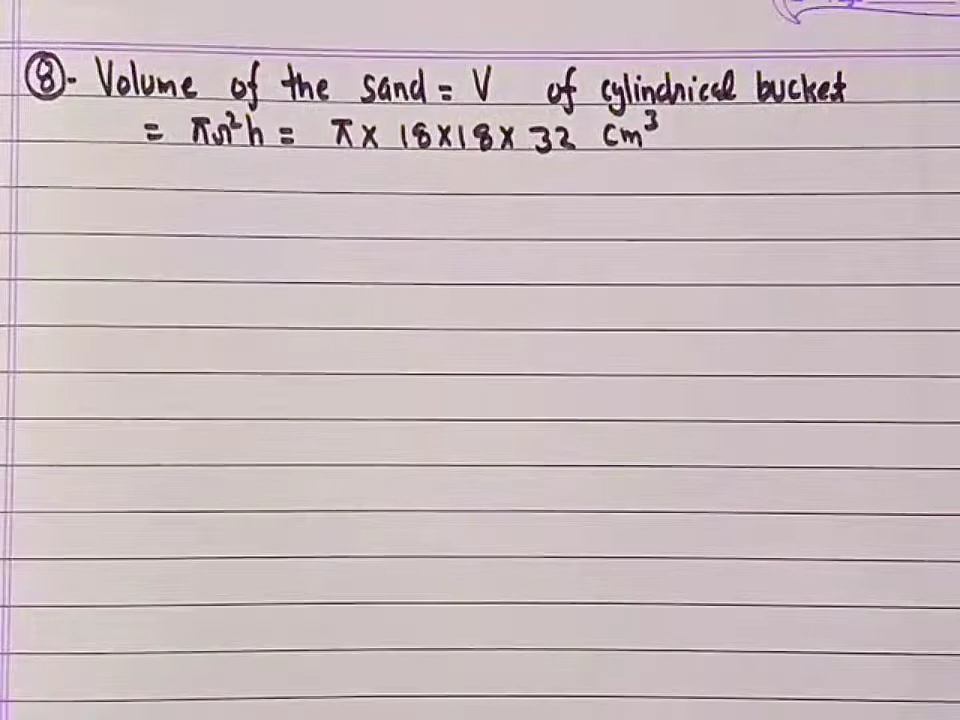 ⑧- Volume of the sand = V of cylindrical bucket
= πr²h = π× 18×18× 32 cm³